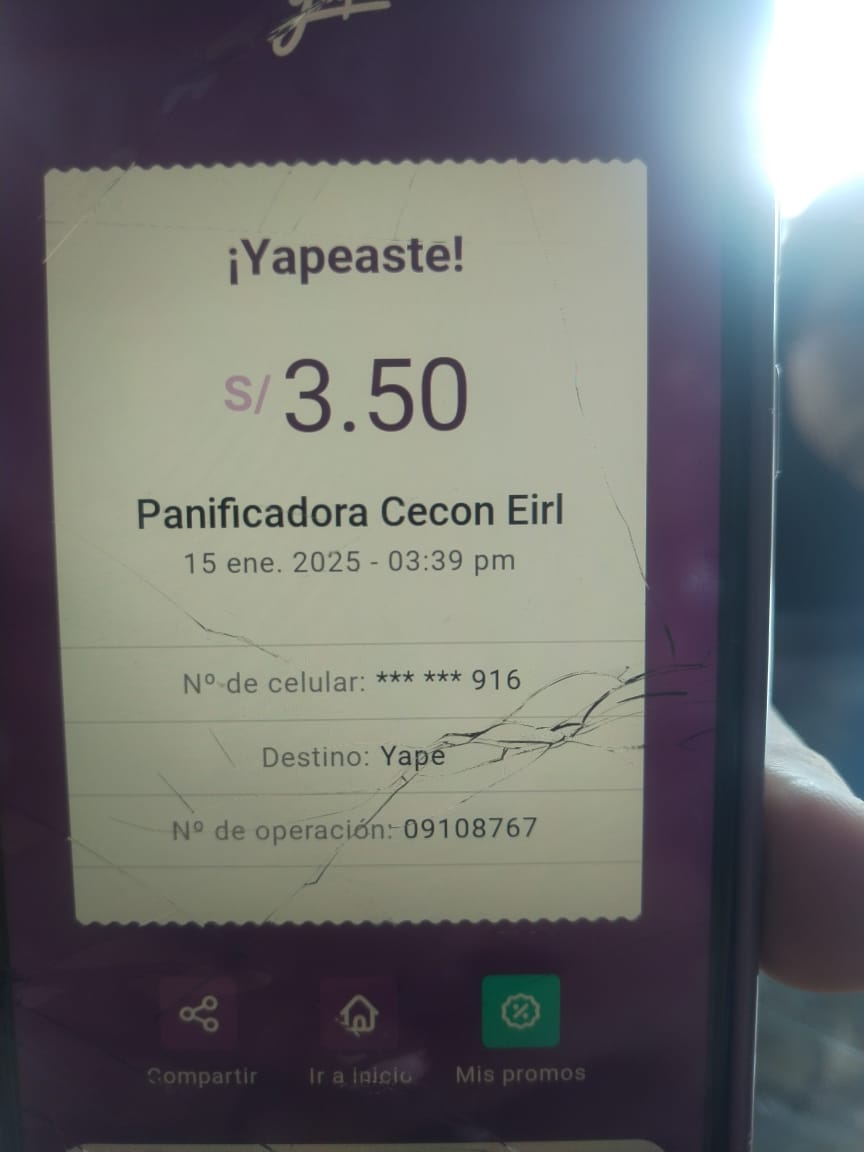 ¡Yapeaste!
S/ 3.50
Panificadora Cecon Eirl
15 ene. 2025 - 03:39 pm
Nº de celular: *** *** 916
Destino: Yape
Nº de operación: 09108767
Compartir
Ir a inicio
Mis promos